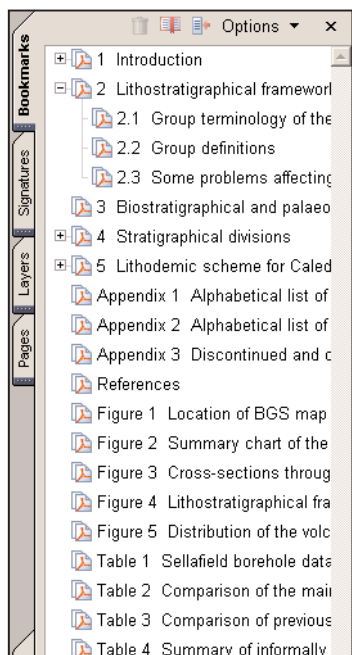 Options
1 Introduction
2 Lithostratigraphical framework
2.1 Group terminology of the
2.2 Group definitions
2.3 Some problems affecting
3 Biostratigraphical and palaeo
4 Stratigraphical divisions
5 Lithodemic scheme for Caled
Appendix 1 Alphabetical list of
Appendix 2 Alphabetical list of
Appendix 3 Discontinued and o
References
Figure 1 Location of BGS map
Figure 2 Summary chart of the
Figure 3 Cross-sections throug
Figure 4 Lithostratigraphical fra
Figure 5 Distribution of the volc
Table 1 Sellafield borehole data
Table 2 Comparison of the mai
Table 3 Comparison of previous
Table 4 Summary of informally
Bookmarks
Signatures
Layers
Pages